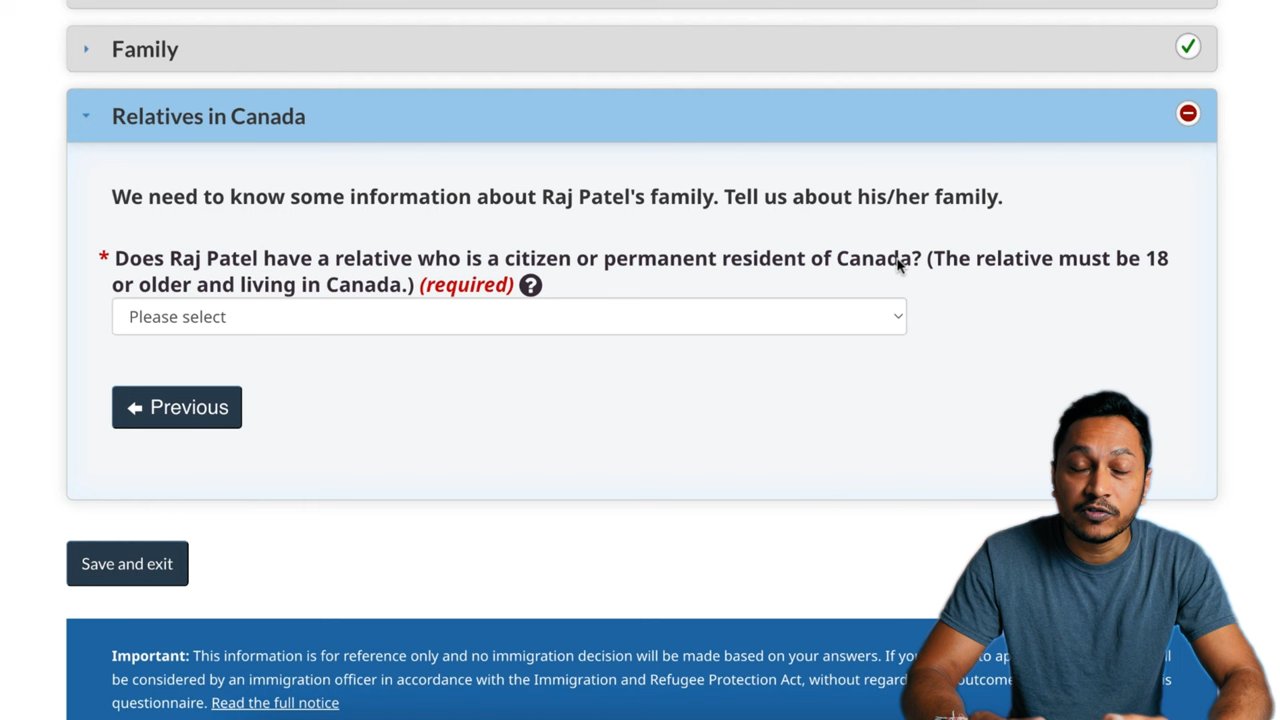 Family
Relatives in Canada
We need to know some information about Raj Patel's family. Tell us about his/her family.
* Does Raj Patel have a relative who is a citizen or permanent resident of Canada? (The relative must be 18
or older and living in Canada.) (required) ?
Please select
Previous
Save and exit
Important: This information is for reference only and no immigration decision will be made based on your answers. If you to
be considered by an immigration officer in accordance with the Immigration and Refugee Protection Act, without
questionnaire. Read the full notice